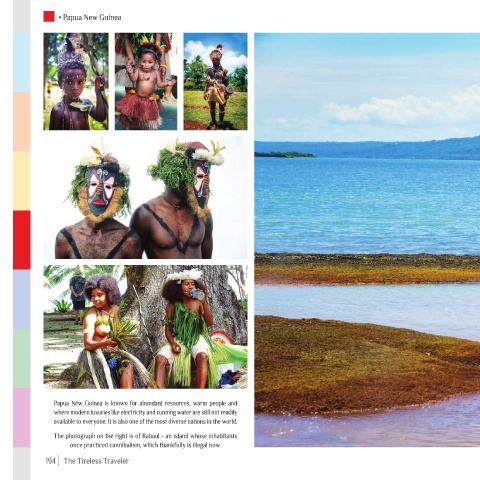 • Papua New Guinea
Papua New Guinea is known for abundant resources, warm people and
where modern luxuries like electricity and running water are still not readily
available to everyone. It is also one of the most diverse nations in the world.
The photograph on the right is of Rabaul - an island whose inhabitants
once practiced cannibalism, which thankfully is illegal now.
194 | The Tireless Traveler